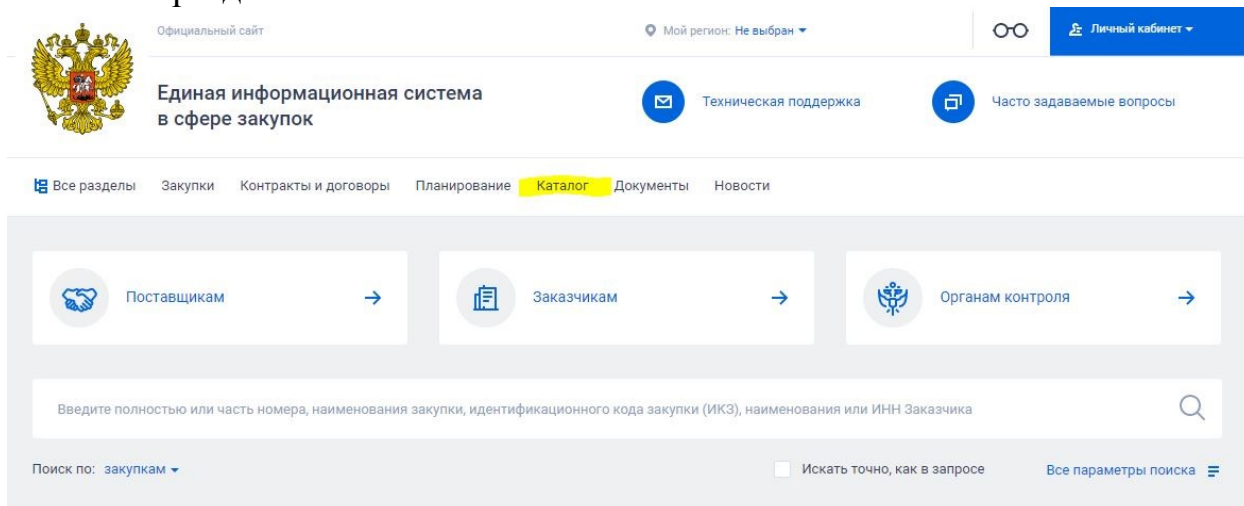 Официальный сайт
Мой регион: Не выбран
Личный кабинет
Единая информационная система
в сфере закупок
Техническая поддержка
Часто задаваемые вопросы
Все разделы Закупки Контракты и договоры Планирование Каталог Документы Новости
Поставщикам
Заказчикам
Органам контроля
Введите полностью или часть номера, наименования закупки, идентификационного кода закупки (ИКЗ), наименования или ИНН Заказчика
Поиск по: закупкам
Искать точно, как в запросе
Все параметры поиска